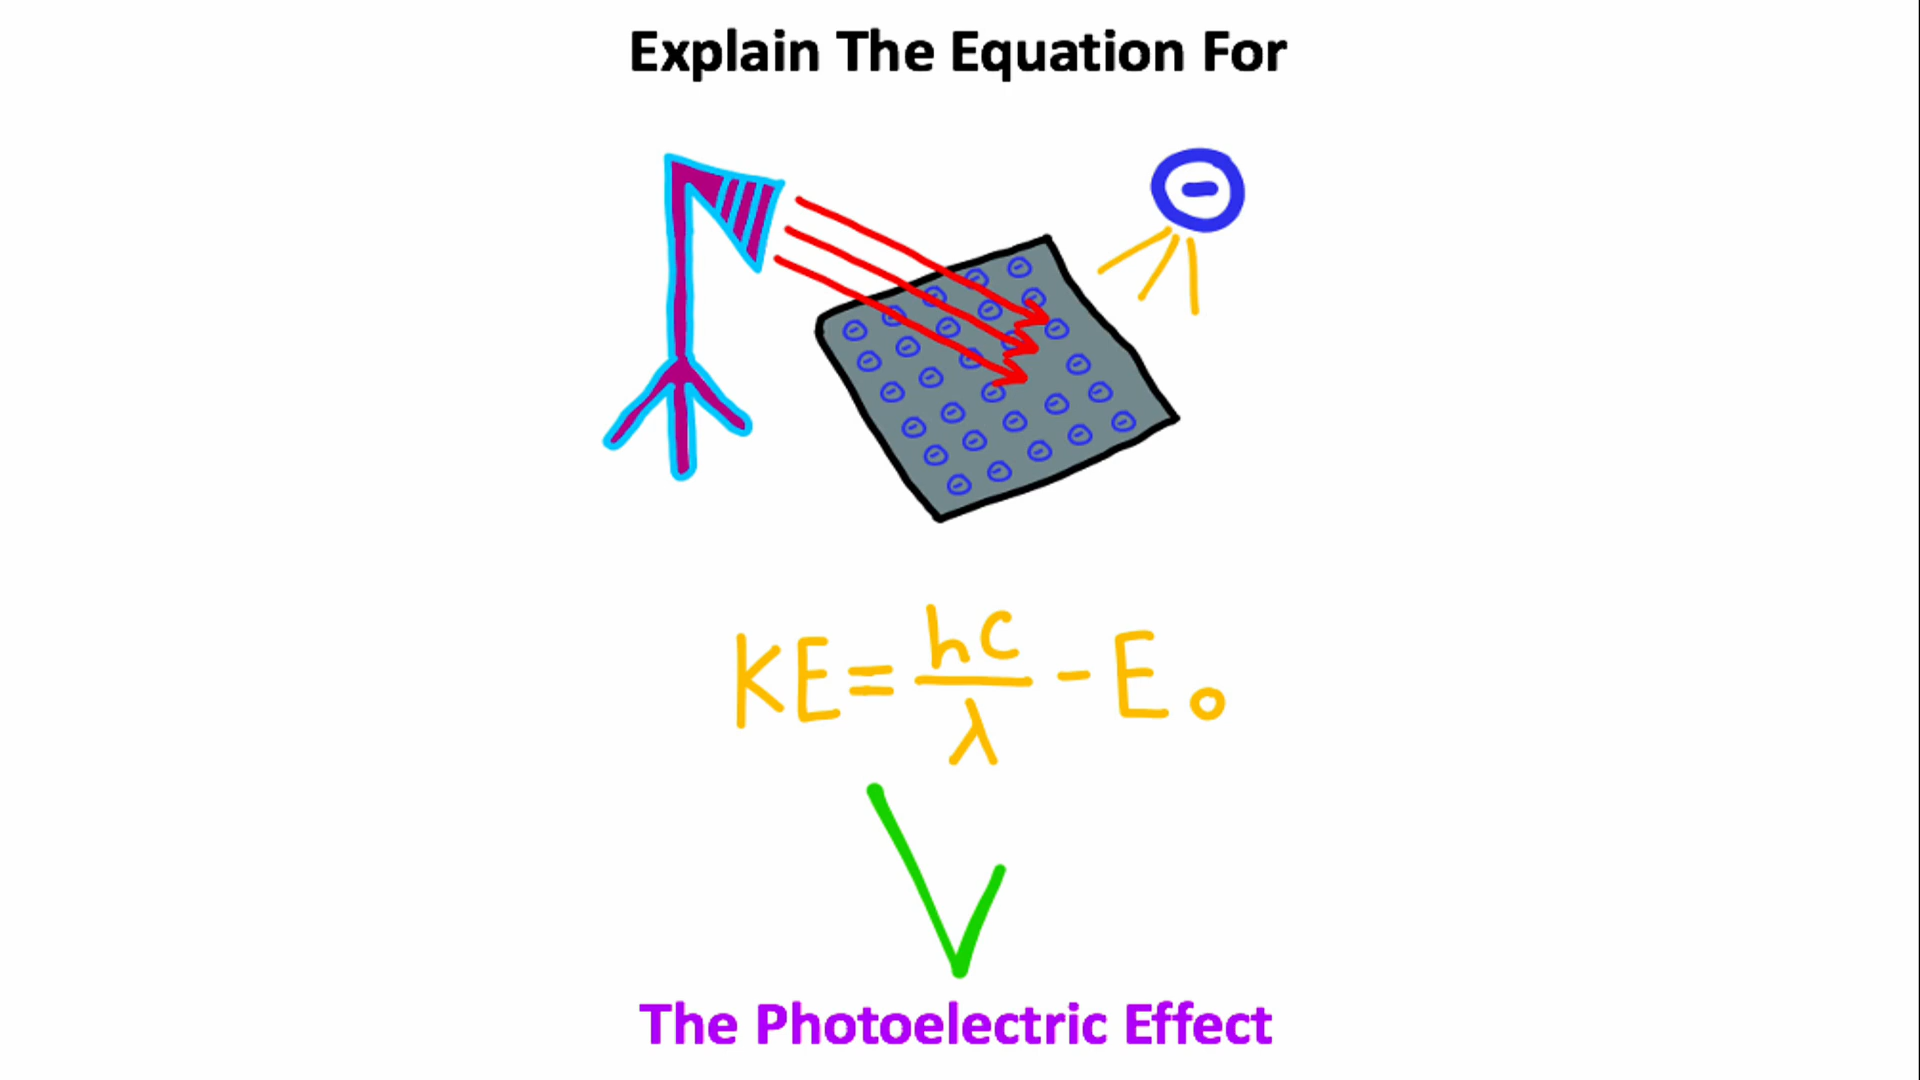 Explain The Equation For
KE = hc/λ - E₀
The Photoelectric Effect